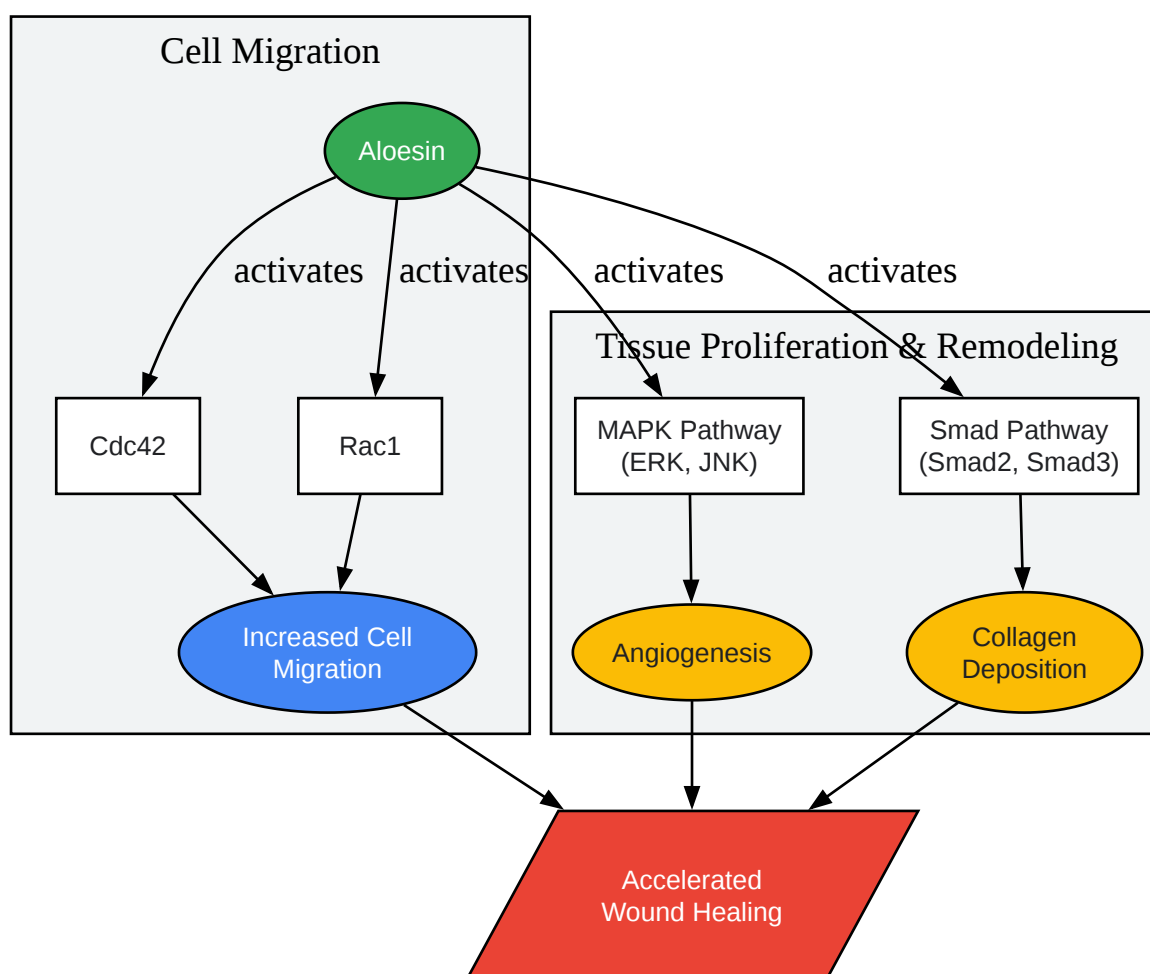 Cell Migration
Aloesin
activates
activates
activates
activates
Tissue Proliferation & Remodeling
Cdc42
Rac1
MAPK Pathway
(ERK, JNK)
Smad Pathway
(Smad2, Smad3)
Increased Cell
Migration
Angiogenesis
Collagen
Deposition
Accelerated
Wound Healing